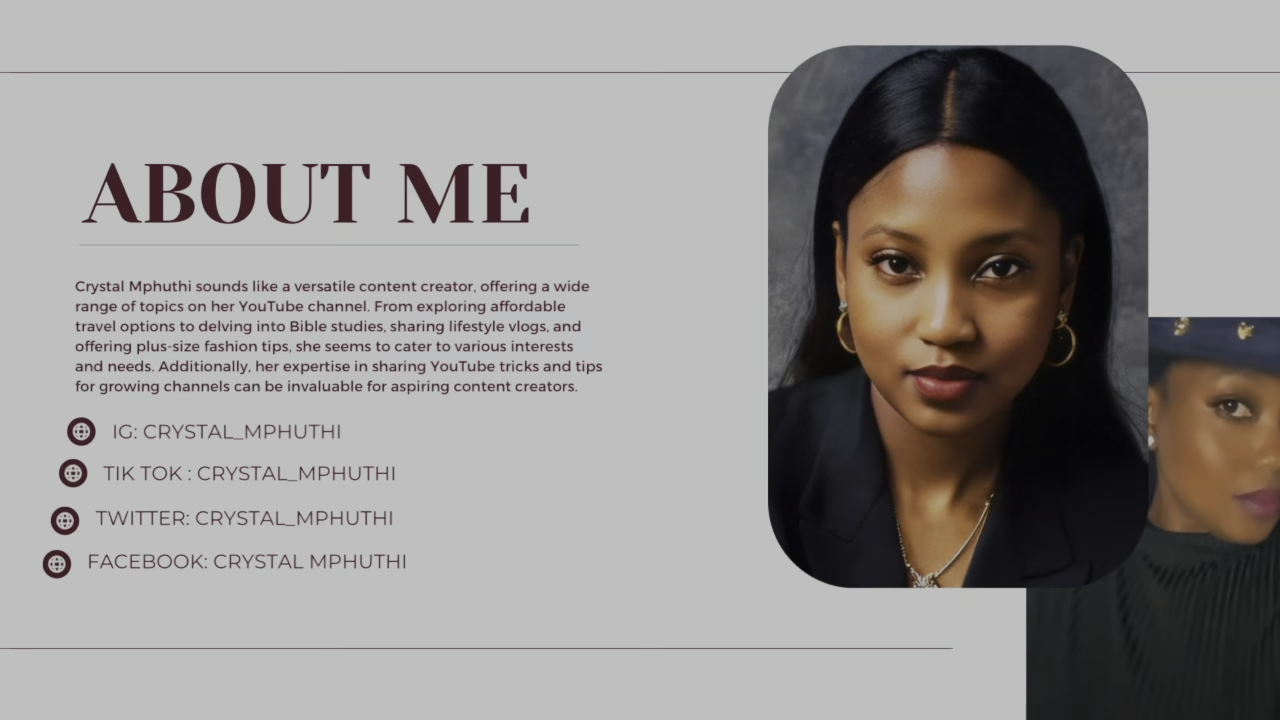 ABOUT ME
Crystal Mphuthi sounds like a versatile content creator, offering a wide
range of topics on her YouTube channel. From exploring affordable
travel options to delving into Bible studies, sharing lifestyle vlogs, and
offering plus-size fashion tips, she seems to cater to various interests
and needs. Additionally, her expertise in sharing YouTube tricks and tips
for growing channels can be invaluable for aspiring content creators.
IG: CRYSTAL_MPHUTHI
TIK TOK : CRYSTAL_MPHUTHI
TWITTER: CRYSTAL_MPHUTHI
FACEBOOK: CRYSTAL MPHUTHI